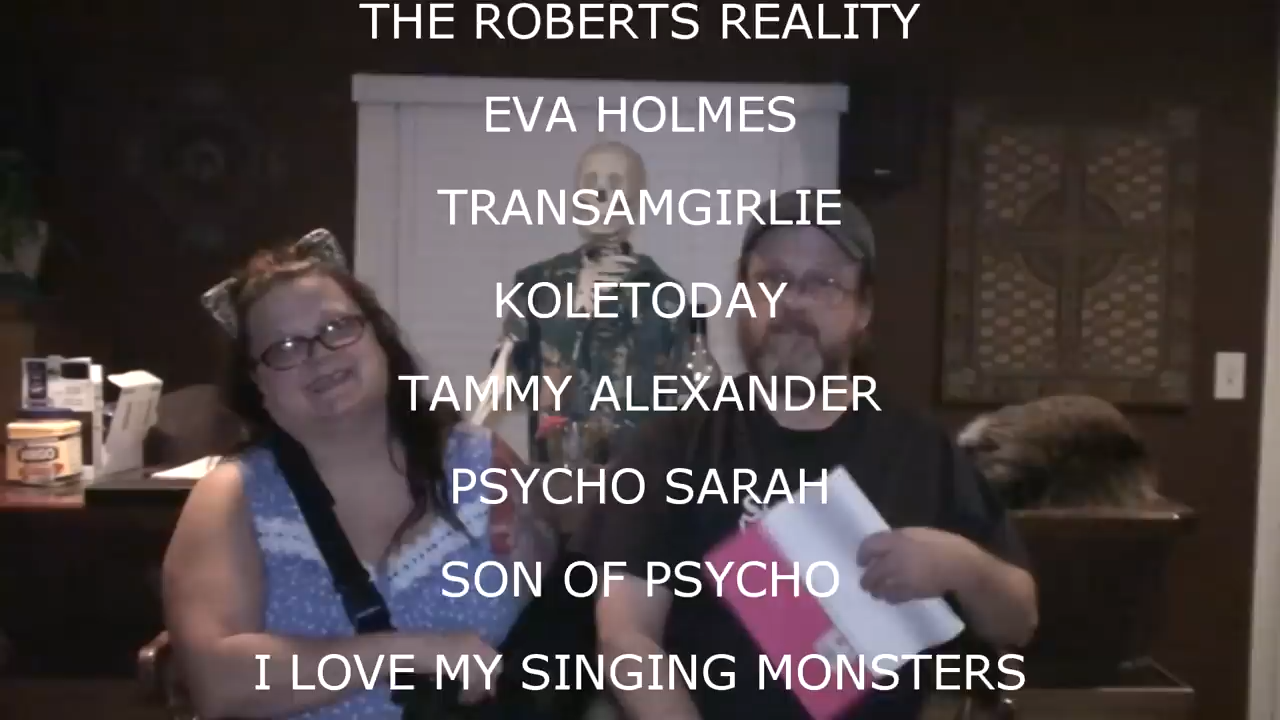 THE ROBERTS REALITY
EVA HOLMES
TRANSAMGIRLIE
KOLETODAY
TAMMY ALEXANDER
PSYCHO SARAH
SON OF PSYCHO
I LOVE MY SINGING MONSTERS